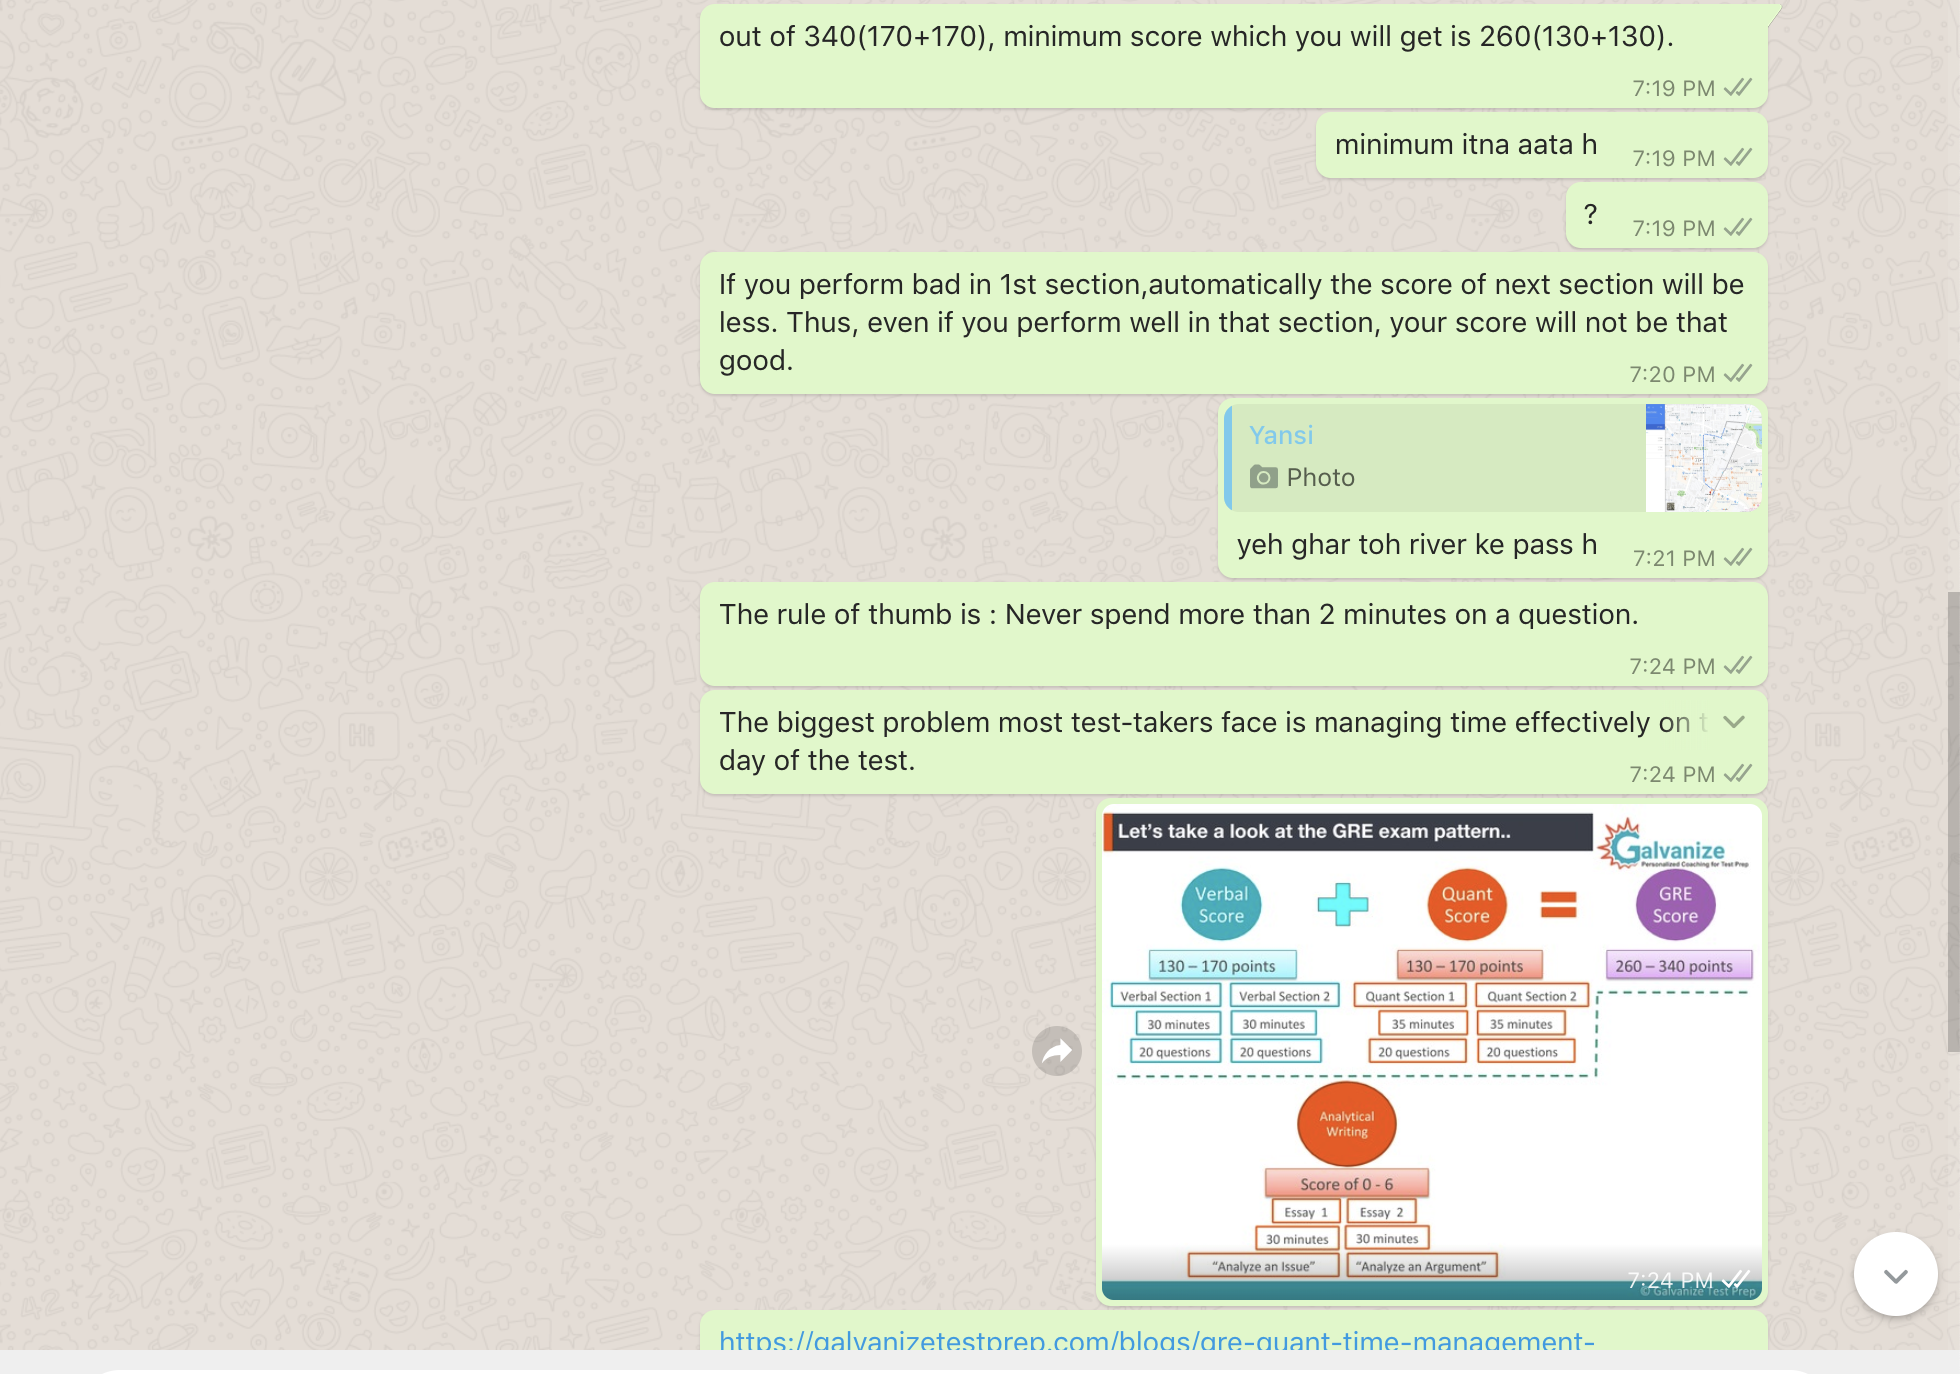 out of 340(170+170), minimum score which you will get is 260(130+130).
7:19 PM
minimum itna aata h
7:19 PM
?
7:19 PM
If you perform bad in 1st section,automatically the score of next section will be
less. Thus, even if you perform well in that section, your score will not be that
good.
7:20 PM
Yansi
Photo
yeh ghar toh river ke pass h
7:21 PM
The rule of thumb is : Never spend more than 2 minutes on a question.
7:24 PM
The biggest problem most test-takers face is managing time effectively on t
day of the test.
7:24 PM
Let's take a look at the GRE exam pattern..
Galvanize
Personalized Coaching for Test Prep
Verbal Score
Quant Score
GRE Score
130 – 170 points
130 – 170 points
260 – 340 points
Verbal Section 1
Verbal Section 2
Quant Section 1
Quant Section 2
30 minutes
30 minutes
35 minutes
35 minutes
20 questions
20 questions
20 questions
20 questions
Analytical
Writing
Score of 0 - 6
Essay 1
Essay 2
30 minutes
30 minutes
"Analyze an Issue"
"Analyze an Argument"
7:24 PM
© Galvanize Test Prep
https://galvanizetestprep.com/blogs/gre-quant-time-management-